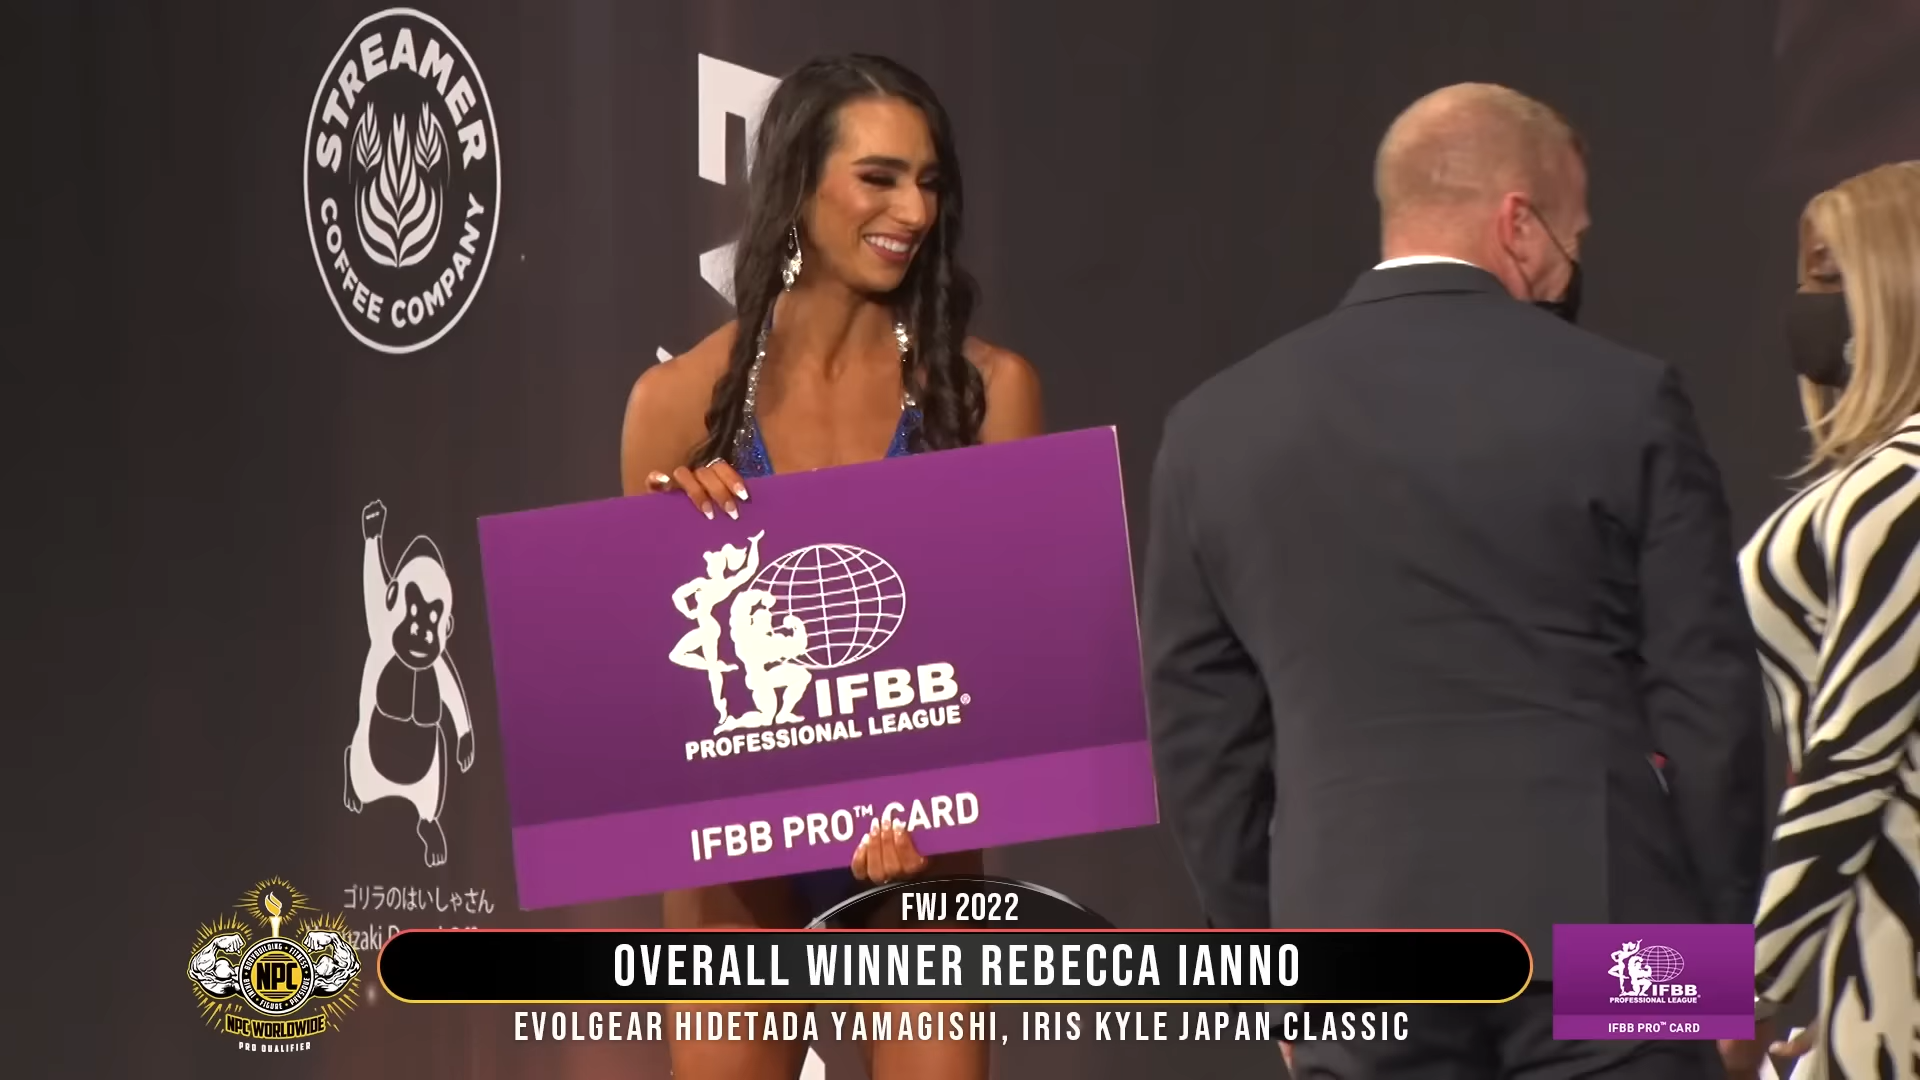 STREAMER
COFFEE COMPANY
IFBB®
PROFESSIONAL LEAGUE
IFBB PRO™ CARD
ゴリラのはいしゃさん
NPC
NPC WORLDWIDE
PRO QUALIFIER
FWJ 2022
OVERALL WINNER REBECCA IANNO
EVOLGEAR HIDETADA YAMAGISHI, IRIS KYLE JAPAN CLASSIC
IFBB
PROFESSIONAL LEAGUE
IFBB PRO™ CARD